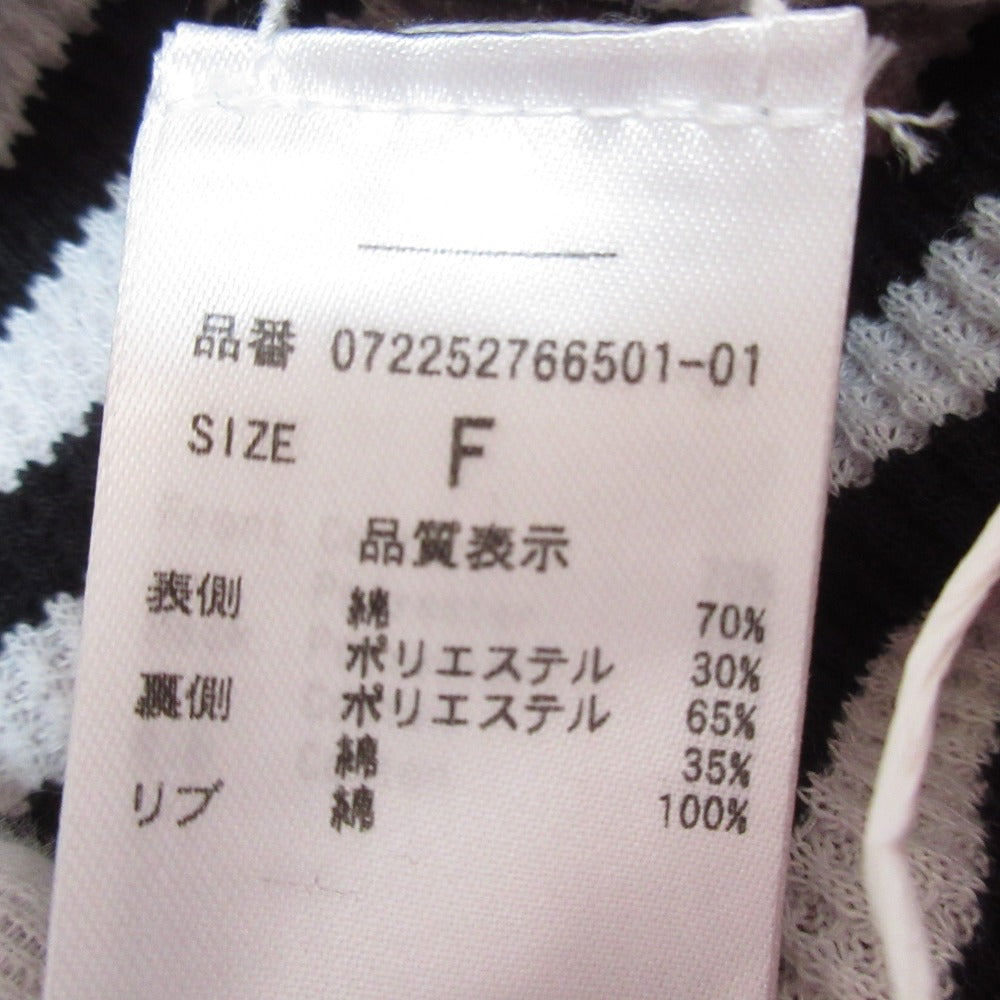 品番 072252766501-01
SIZE F
品質表示
表側 綿 70%
ポリエステル 30%
裏側 ポリエステル 65%
綿 35%
リブ 綿 100%